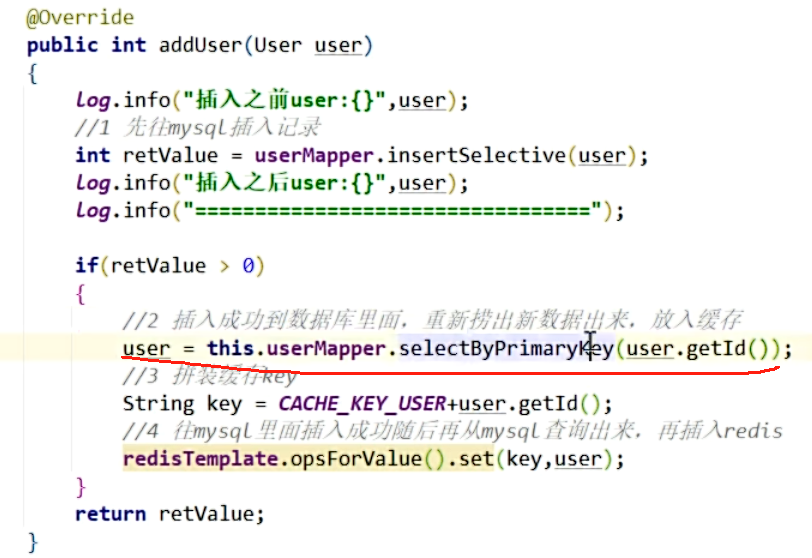 @Override
public int addUser(User user)
{
log.info("插入之前user:{}",user);
//1 先往mysql插入记录
int retValue = userMapper.insertSelective(user);
log.info("插入之后user:{}",user);
log.info("=================================");
if(retValue > 0)
{
//2 插入成功到数据库里面，重新捞出新数据出来，放入缓存
user = this.userMapper.selectByPrimaryKey(user.getId());
//3 拼装缓存key
String key = CACHE_KEY_USER+user.getId();
//4 往mysql里面插入成功随后再从mysql查询出来，再插入redis
redisTemplate.opsForValue().set(key,user);
}
return retValue;
}